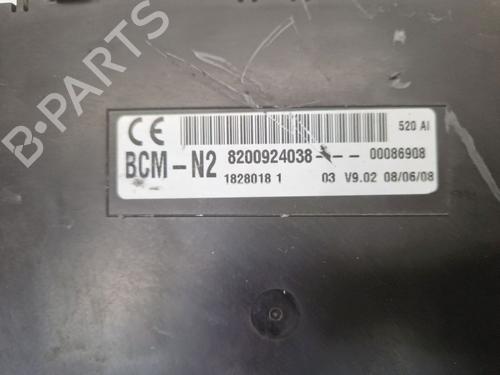 B-PARTS
CE 520 AI
BCM-N2 8200924038---00086908
1828018 1 03 V9.02 08/06/08